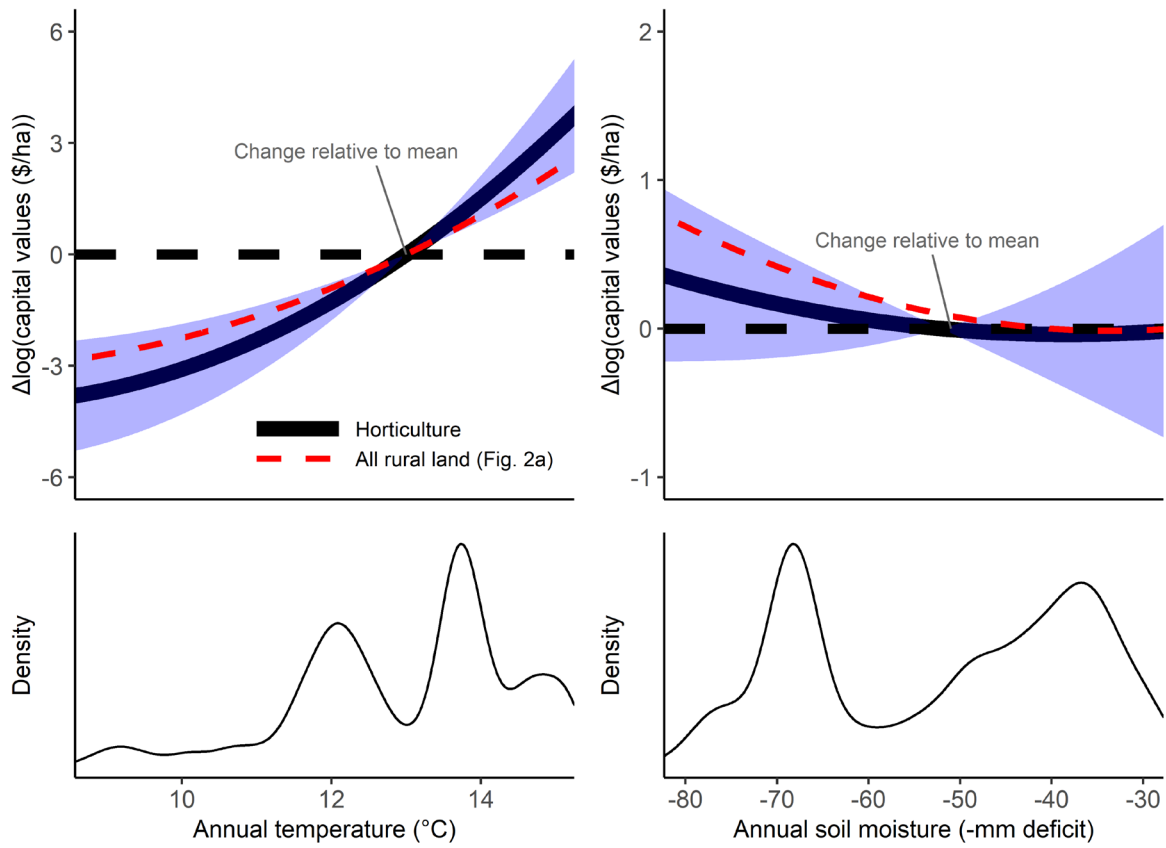 6
3
0
-3
-6
Δlog(capital values ($/ha))
Change relative to mean
Horticulture
All rural land (Fig. 2a)
2
1
0
-1
Δlog(capital values ($/ha))
Change relative to mean
Density
10
12
14
Annual temperature (°C)
Density
-80
-70
-60
-50
-40
-30
Annual soil moisture (-mm deficit)